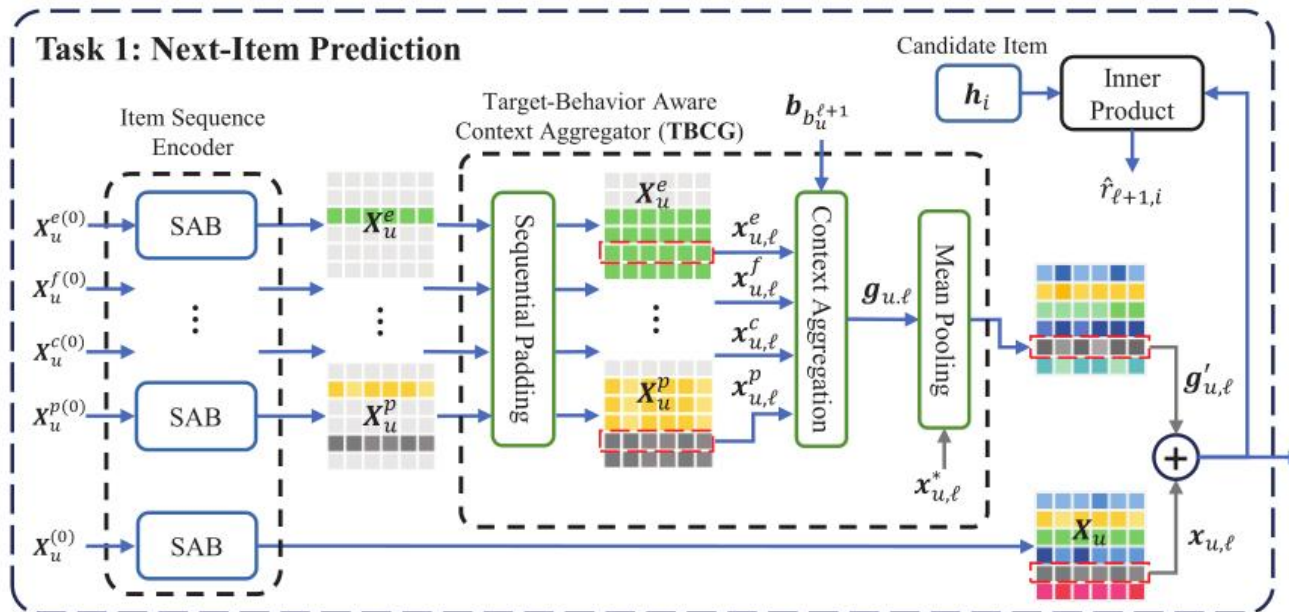 Task 1: Next-Item Prediction
Candidate Item
h_i
Inner
Product
r̂_{ℓ+1,i}
Item Sequence
Encoder
Target-Behavior Aware
Context Aggregator (TBCG)
b_{b_u^{ℓ+1}}
X_u^{e(0)}
SAB
X_u^e
X_u^{f(0)}
⋮
X_u^{c(0)}
X_u^{p(0)}
SAB
X_u^p
X_u^{(0)}
SAB
Sequential Padding
X_u^e
⋮
X_u^p
x_{u,ℓ}^e
x_{u,ℓ}^f
x_{u,ℓ}^c
x_{u,ℓ}^p
Context Aggregation
g_{u.ℓ}
Mean Pooling
x_{u,ℓ}^*
g'_{u,ℓ}
+
X_u
x_{u,ℓ}